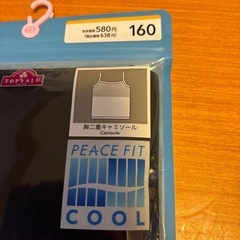 本体価格 580円
(税込価格 638円)
160
TOPVALU
胸二重キャミソール
Camisole
PEACE FIT
COOL